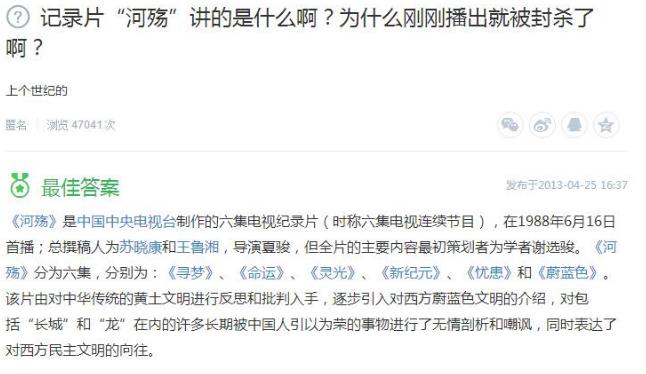 记录片“河殇”讲的是什么啊？为什么刚刚播出就被封杀了
啊？
上个世纪的
匿名 浏览 47041 次
最佳答案
发布于2013-04-25 16:37
《河殇》是中国中央电视台制作的六集电视纪录片（时称六集电视连续节目），在1988年6月16日
首播；总撰稿人为苏晓康和王鲁湘，导演夏骏，但全片的主要内容最初策划者为学者谢选骏。《河
殇》分为六集，分别为：《寻梦》、《命运》、《灵光》、《新纪元》、《忧患》和《蔚蓝色》。
该片由对中华传统的黄土文明进行反思和批判入手，逐步引入对西方蔚蓝色文明的介绍，对包
括“长城”和“龙”在内的许多长期被中国人引以为荣的事物进行了无情剖析和嘲讽，同时表达了
对西方民主文明的向往。